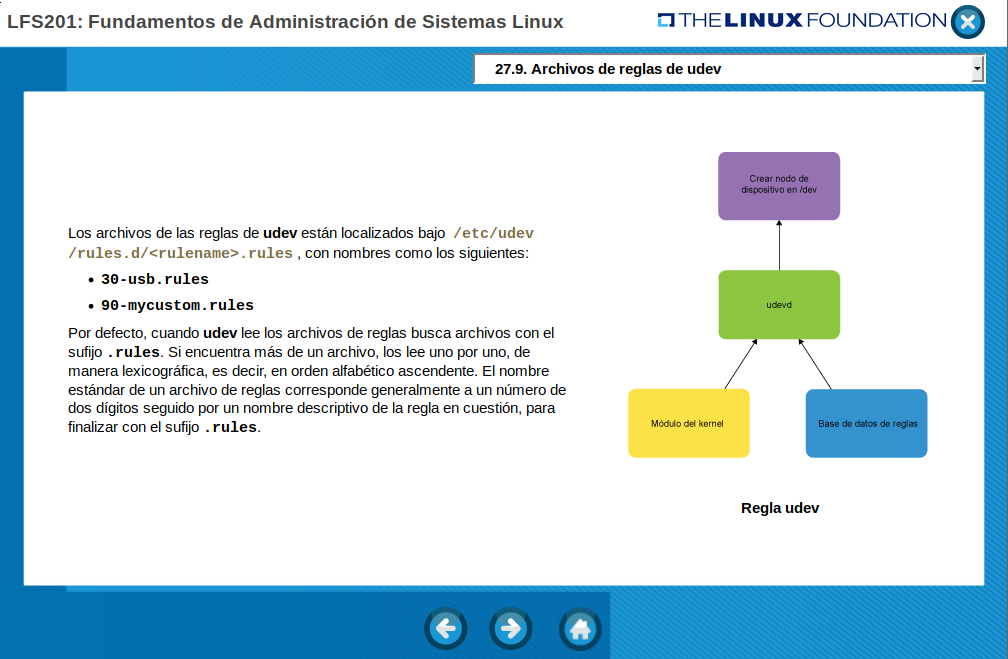 LFS201: Fundamentos de Administración de Sistemas Linux
THE LINUX FOUNDATION
27.9. Archivos de reglas de udev
Los archivos de las reglas de udev están localizados bajo /etc/udev
/rules.d/<rulename>.rules , con nombres como los siguientes:
• 30-usb.rules
• 90-mycustom.rules
Por defecto, cuando udev lee los archivos de reglas busca archivos con el
sufijo .rules. Si encuentra más de un archivo, los lee uno por uno, de
manera lexicográfica, es decir, en orden alfabético ascendente. El nombre
estándar de un archivo de reglas corresponde generalmente a un número de
dos dígitos seguido por un nombre descriptivo de la regla en cuestión, para
finalizar con el sufijo .rules.
Crear nodo de
dispositivo en /dev
udevd
Módulo del kernel
Base de datos de reglas
Regla udev